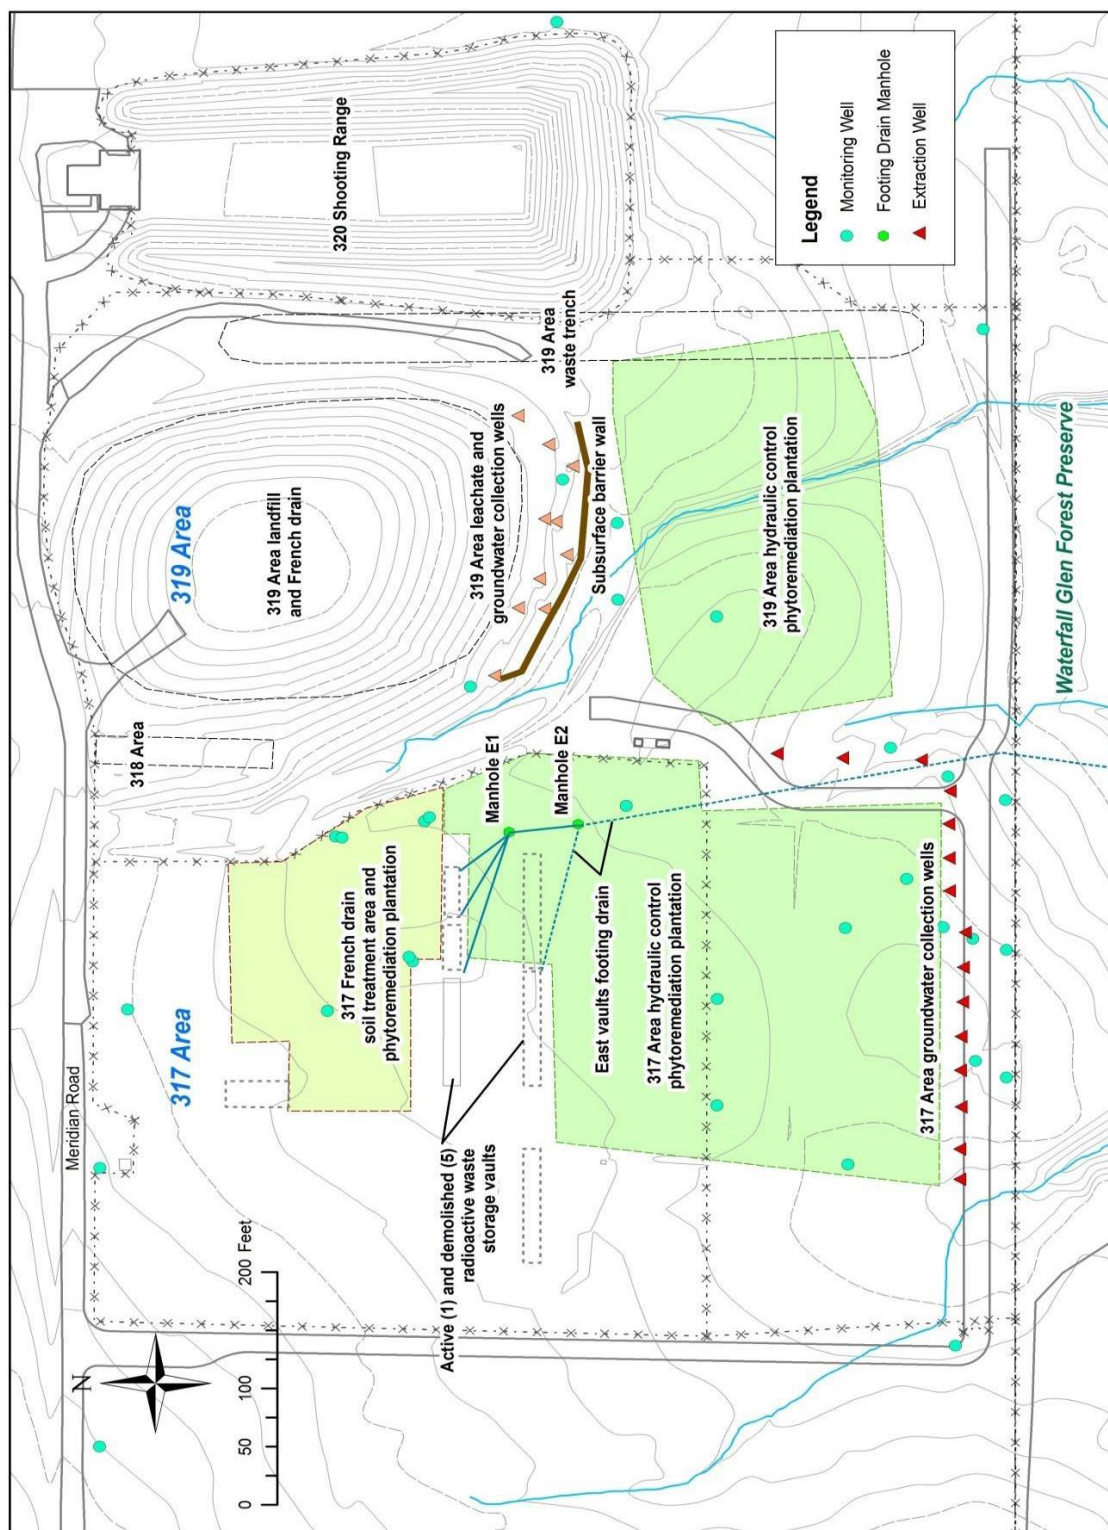 Meridian Road
N
0
50
100
200 Feet
317 Area
318 Area
319 Area
319 Area landfill
and French drain
320 Shooting Range
317 French drain
soil treatment area and
phytoremediation plantation
319 Area leachate and
groundwater collection wells
319 Area
waste trench
Active (1) and demolished (5)
radioactive waste
storage vaults
Manhole E1
Manhole E2
Subsurface barrier wall
East vaults footing drain
317 Area hydraulic control
phytoremediation plantation
319 Area hydraulic control
phytoremediation plantation
317 Area groundwater collection wells
Waterfall Glen Forest Preserve
Legend
Monitoring Well
Footing Drain Manhole
Extraction Well